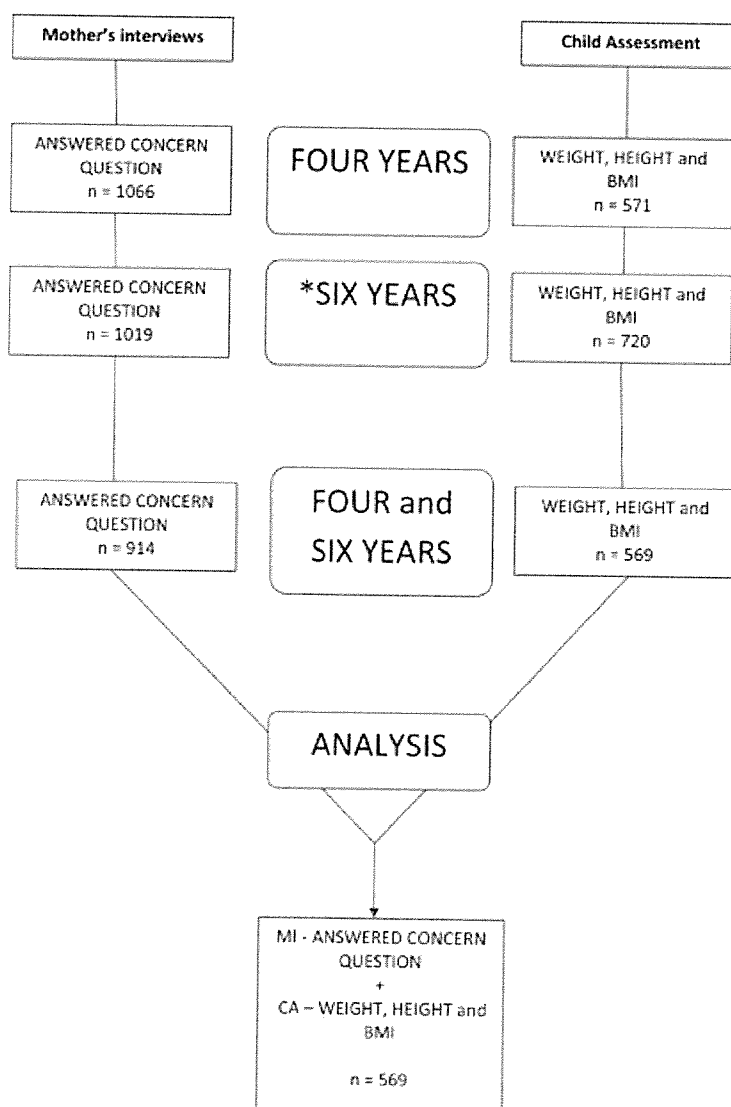 Mother's interviews
Child Assessment
ANSWERED CONCERN
QUESTION
n = 1066
FOUR YEARS
WEIGHT, HEIGHT and
BMI
n = 571
ANSWERED CONCERN
QUESTION
n = 1019
*SIX YEARS
WEIGHT, HEIGHT and
BMI
n = 720
ANSWERED CONCERN
QUESTION
n = 914
FOUR and
SIX YEARS
WEIGHT, HEIGHT and
BMI
n = 569
ANALYSIS
MI - ANSWERED CONCERN
QUESTION
+
CA – WEIGHT, HEIGHT and
BMI
n = 569